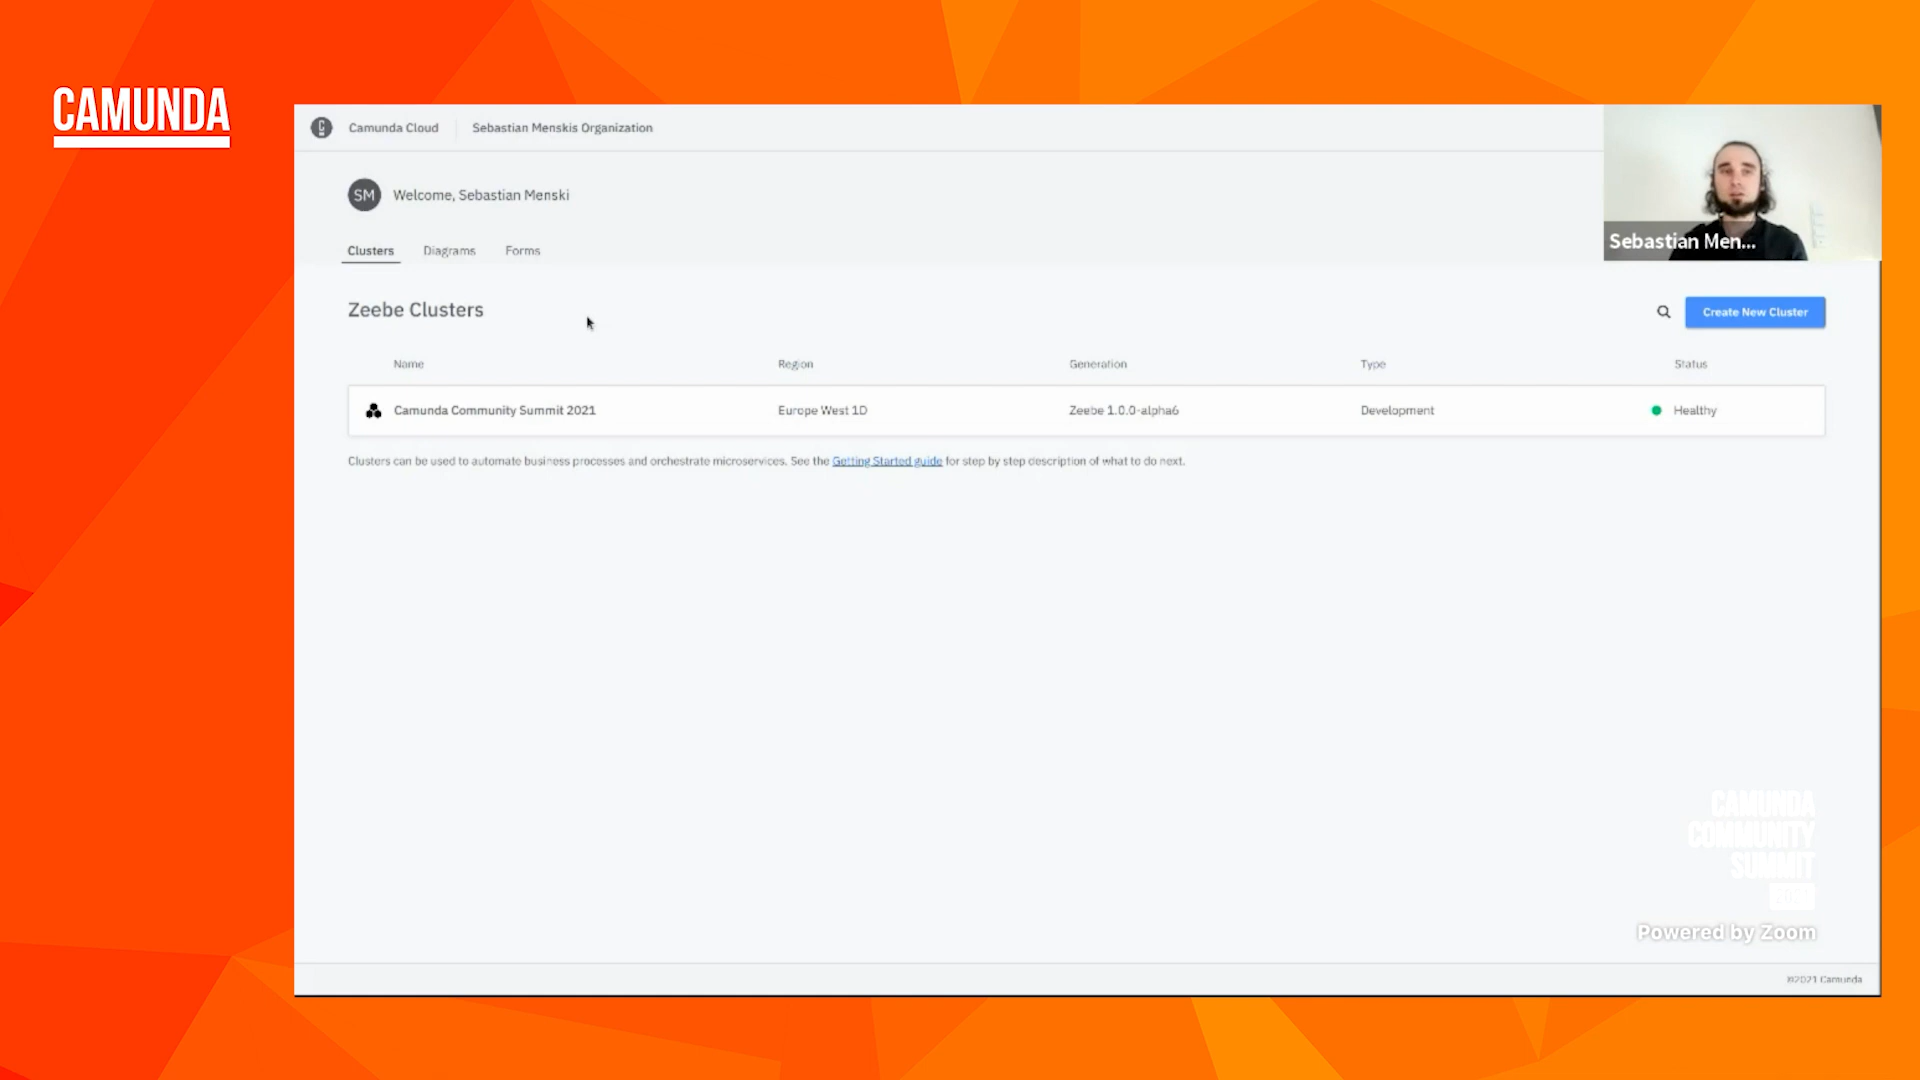 CAMUNDA
Camunda Cloud
Sebastian Menskis Organization
SM
Welcome, Sebastian Menski
Clusters
Diagrams
Forms
Sebastian Men...
Zeebe Clusters
Create New Cluster
Name
Region
Generation
Type
Status
Camunda Community Summit 2021
Europe West 1D
Zeebe 1.0.0-alpha6
Development
Healthy
Clusters can be used to automate business processes and orchestrate microservices. See the Getting Started guide for step by step description of what to do next.
CAMUNDA
COMMUNITY
SUMMIT
Powered by Zoom
©2021 Camunda